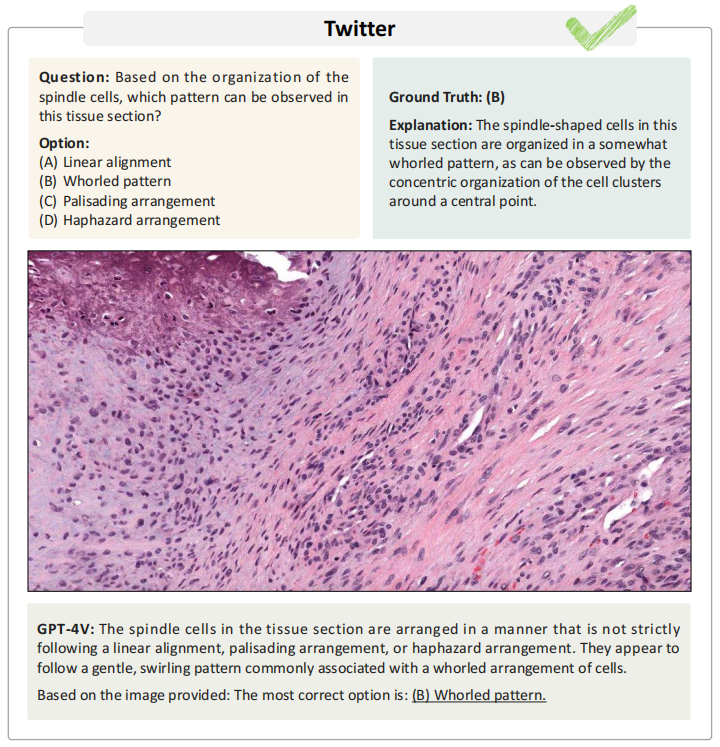 Twitter
Question: Based on the organization of the
spindle cells, which pattern can be observed in
this tissue section?
Option:
(A) Linear alignment
(B) Whorled pattern
(C) Palisading arrangement
(D) Haphazard arrangement
Ground Truth: (B)
Explanation: The spindle-shaped cells in this
tissue section are organized in a somewhat
whorled pattern, as can be observed by the
concentric organization of the cell clusters
around a central point.
GPT-4V: The spindle cells in the tissue section are arranged in a manner that is not strictly
following a linear alignment, palisading arrangement, or haphazard arrangement. They appear to
follow a gentle, swirling pattern commonly associated with a whorled arrangement of cells.
Based on the image provided: The most correct option is: (B) Whorled pattern.